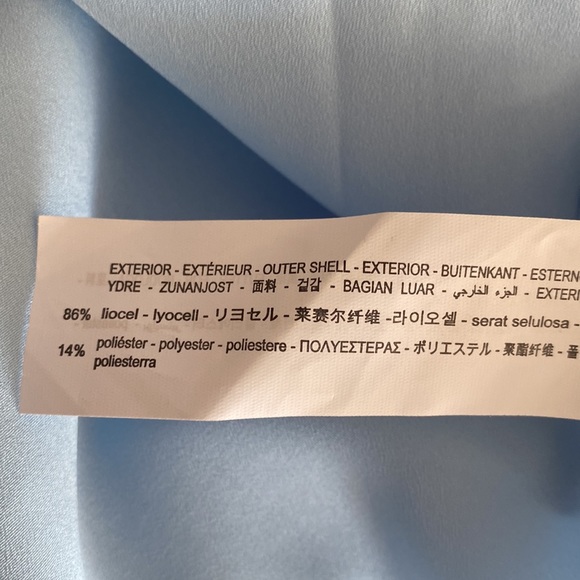 EXTERIOR - EXTÉRIEUR - OUTER SHELL - EXTERIOR - BUITENKANT - ESTERNO
YDRE - ZUNANJOST - 面料 - 겉감 - BAGIAN LUAR - الجزء الخارجي - EXTERI
86% liocel - lyocell - リヨセル - 莱赛尔纤维 -라이오셀 - serat selulosa -
14% poliéster - polyester - poliestere - ΠΟΛΥΕΣΤΕΡΑΣ - ポリエステル - 聚酯纤维 - 폴
poliesterra